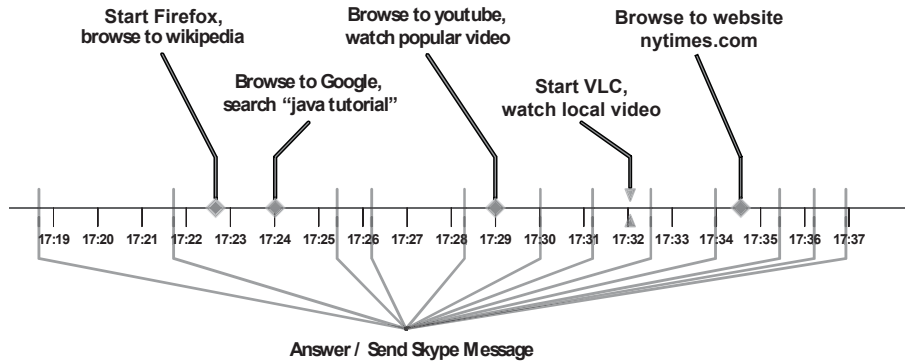 Start Firefox,
browse to wikipedia
Browse to Google,
search “java tutorial”
Browse to youtube,
watch popular video
Start VLC,
watch local video
Browse to website
nytimes.com
17:19 17:20 17:21 17:22 17:23 17:24 17:25 17:26 17:27 17:28 17:29 17:30 17:31 17:32 17:33 17:34 17:35 17:36 17:37
Answer / Send Skype Message